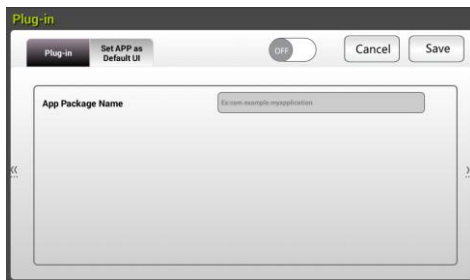 Plug-in
Plug-in
Set APP as
Default UI
OFF
Cancel
Save
App Package Name
Ex:com.example.myapplication